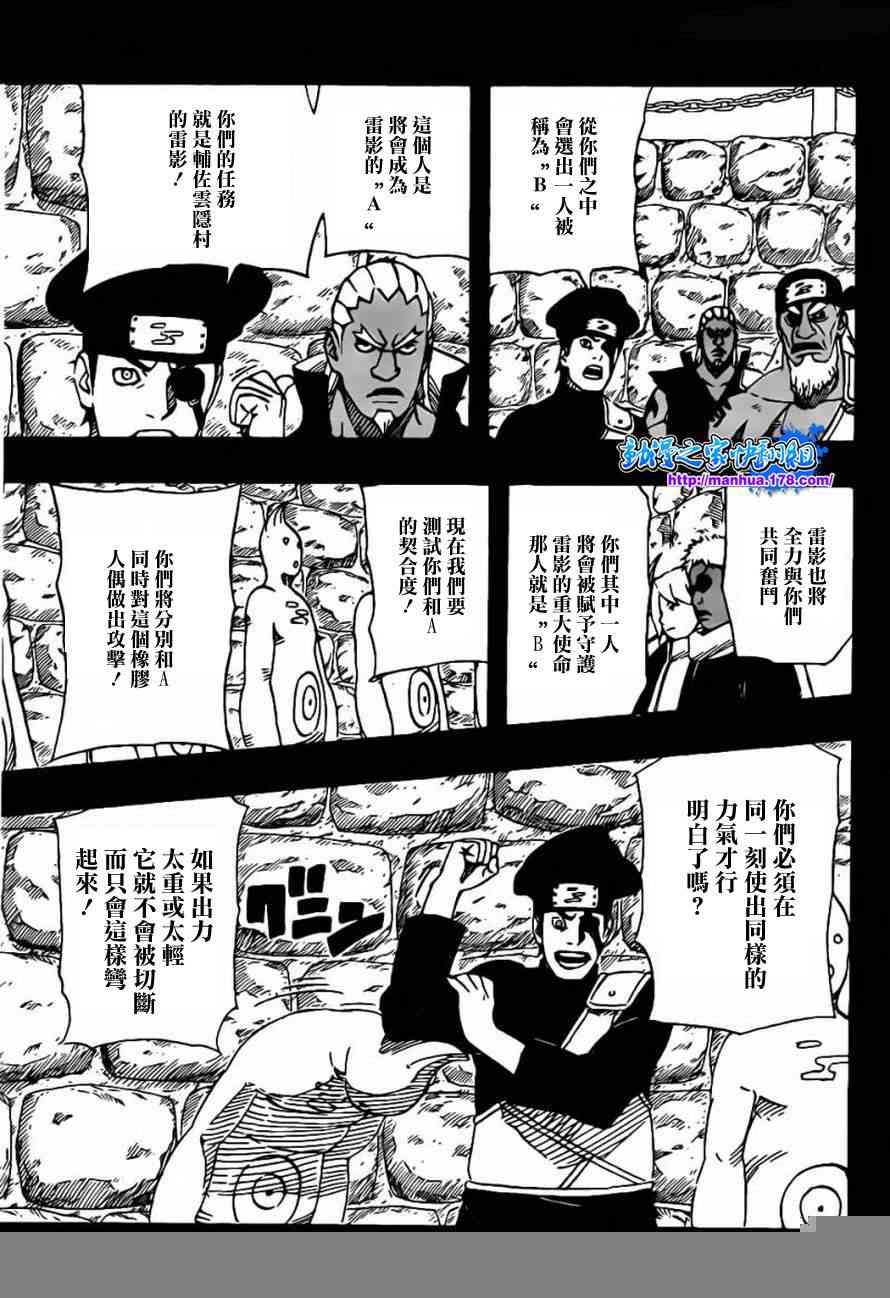 從你們之中
會選出一人被
稱為”B“
這個人是
將會成為
雷影的”A“
你們的任務
就是輔佐雲隱村
的雷影！
動漫之家快翻組
http://manhua.178.com/
雷影也將
全力與你們
共同奮鬥
你們其中一人
將會被賦予守護
雷影的重大使命
那人就是”B“
現在我們要
測試你們和A
的契合度！
你們將分別和A
同時對這個橡膠
人偶做出攻擊！
你們必須在
同一刻使出同樣的
力氣才行
明白了嗎？
グミン
如果出力
太重或太輕
它就不會被切斷
而只會這樣彎
起來！